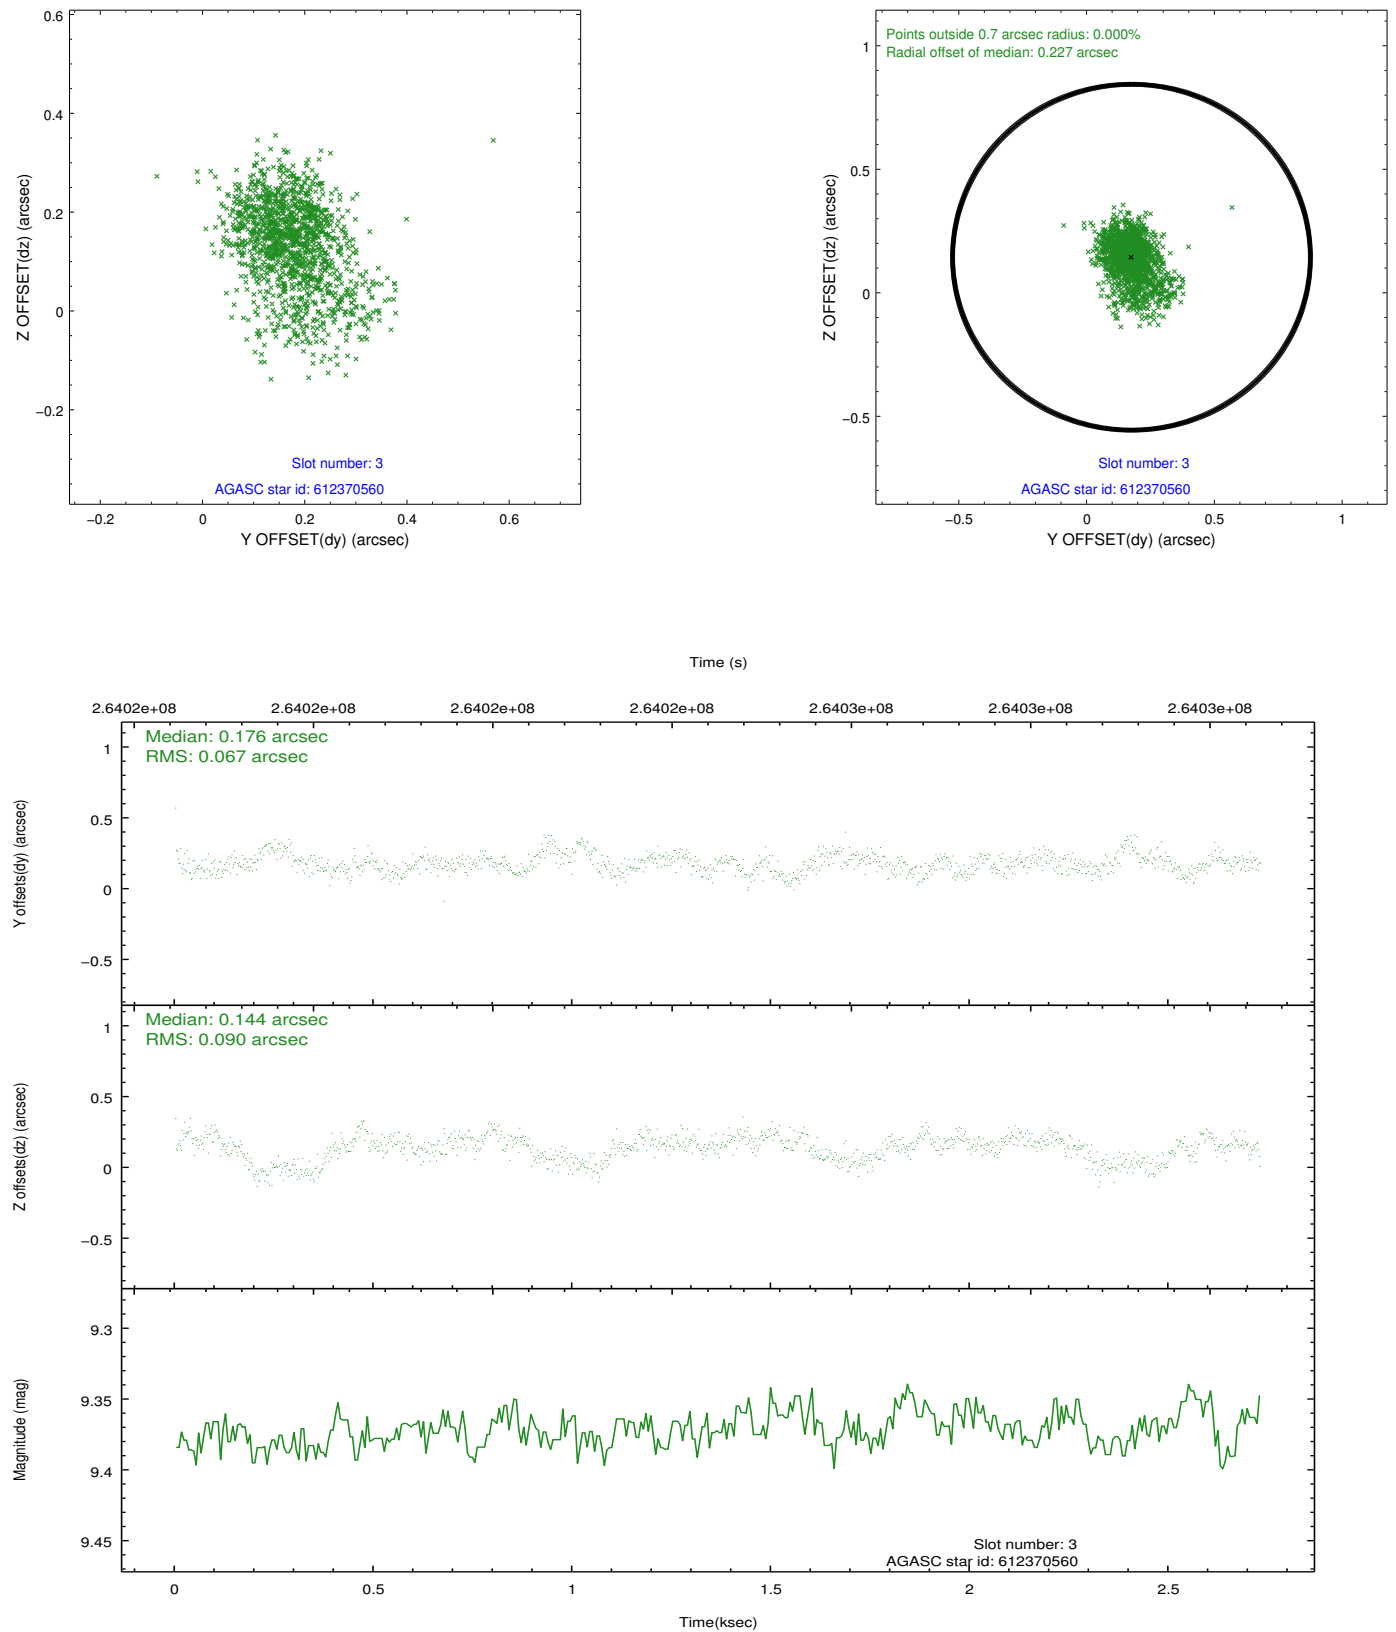 0.6
0.4
0.2
0
−0.2
Z OFFSET(dz) (arcsec)
Slot number: 3
AGASC star id: 612370560
−0.2 0 0.2 0.4 0.6
Y OFFSET(dy) (arcsec)
Points outside 0.7 arcsec radius: 0.000%
Radial offset of median: 0.227 arcsec
1
0.5
0
−0.5
Z OFFSET(dz) (arcsec)
Slot number: 3
AGASC star id: 612370560
−0.5 0 0.5 1
Y OFFSET(dy) (arcsec)
Time (s)
2.6402e+08 2.6402e+08 2.6402e+08 2.6402e+08 2.6403e+08 2.6403e+08 2.6403e+08
Median: 0.176 arcsec
RMS: 0.067 arcsec
1
0.5
0
−0.5
Y offsets(dy) (arcsec)
Median: 0.144 arcsec
RMS: 0.090 arcsec
1
0.5
0
−0.5
Z offsets(dz) (arcsec)
9.3
9.35
9.4
9.45
Magnitude (mag)
Slot number: 3
AGASC star id: 612370560
0 0.5 1 1.5 2 2.5
Time(ksec)